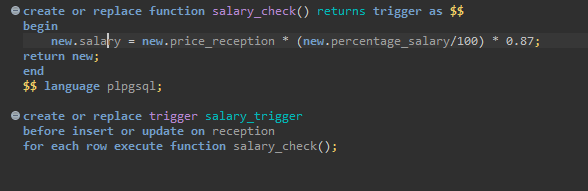 create or replace function salary_check() returns trigger as $$
begin
new.salary = new.price_reception * (new.percentage_salary/100) * 0.87;
return new;
end
$$ language plpgsql;
create or replace trigger salary_trigger
before insert or update on reception
for each row execute function salary_check();